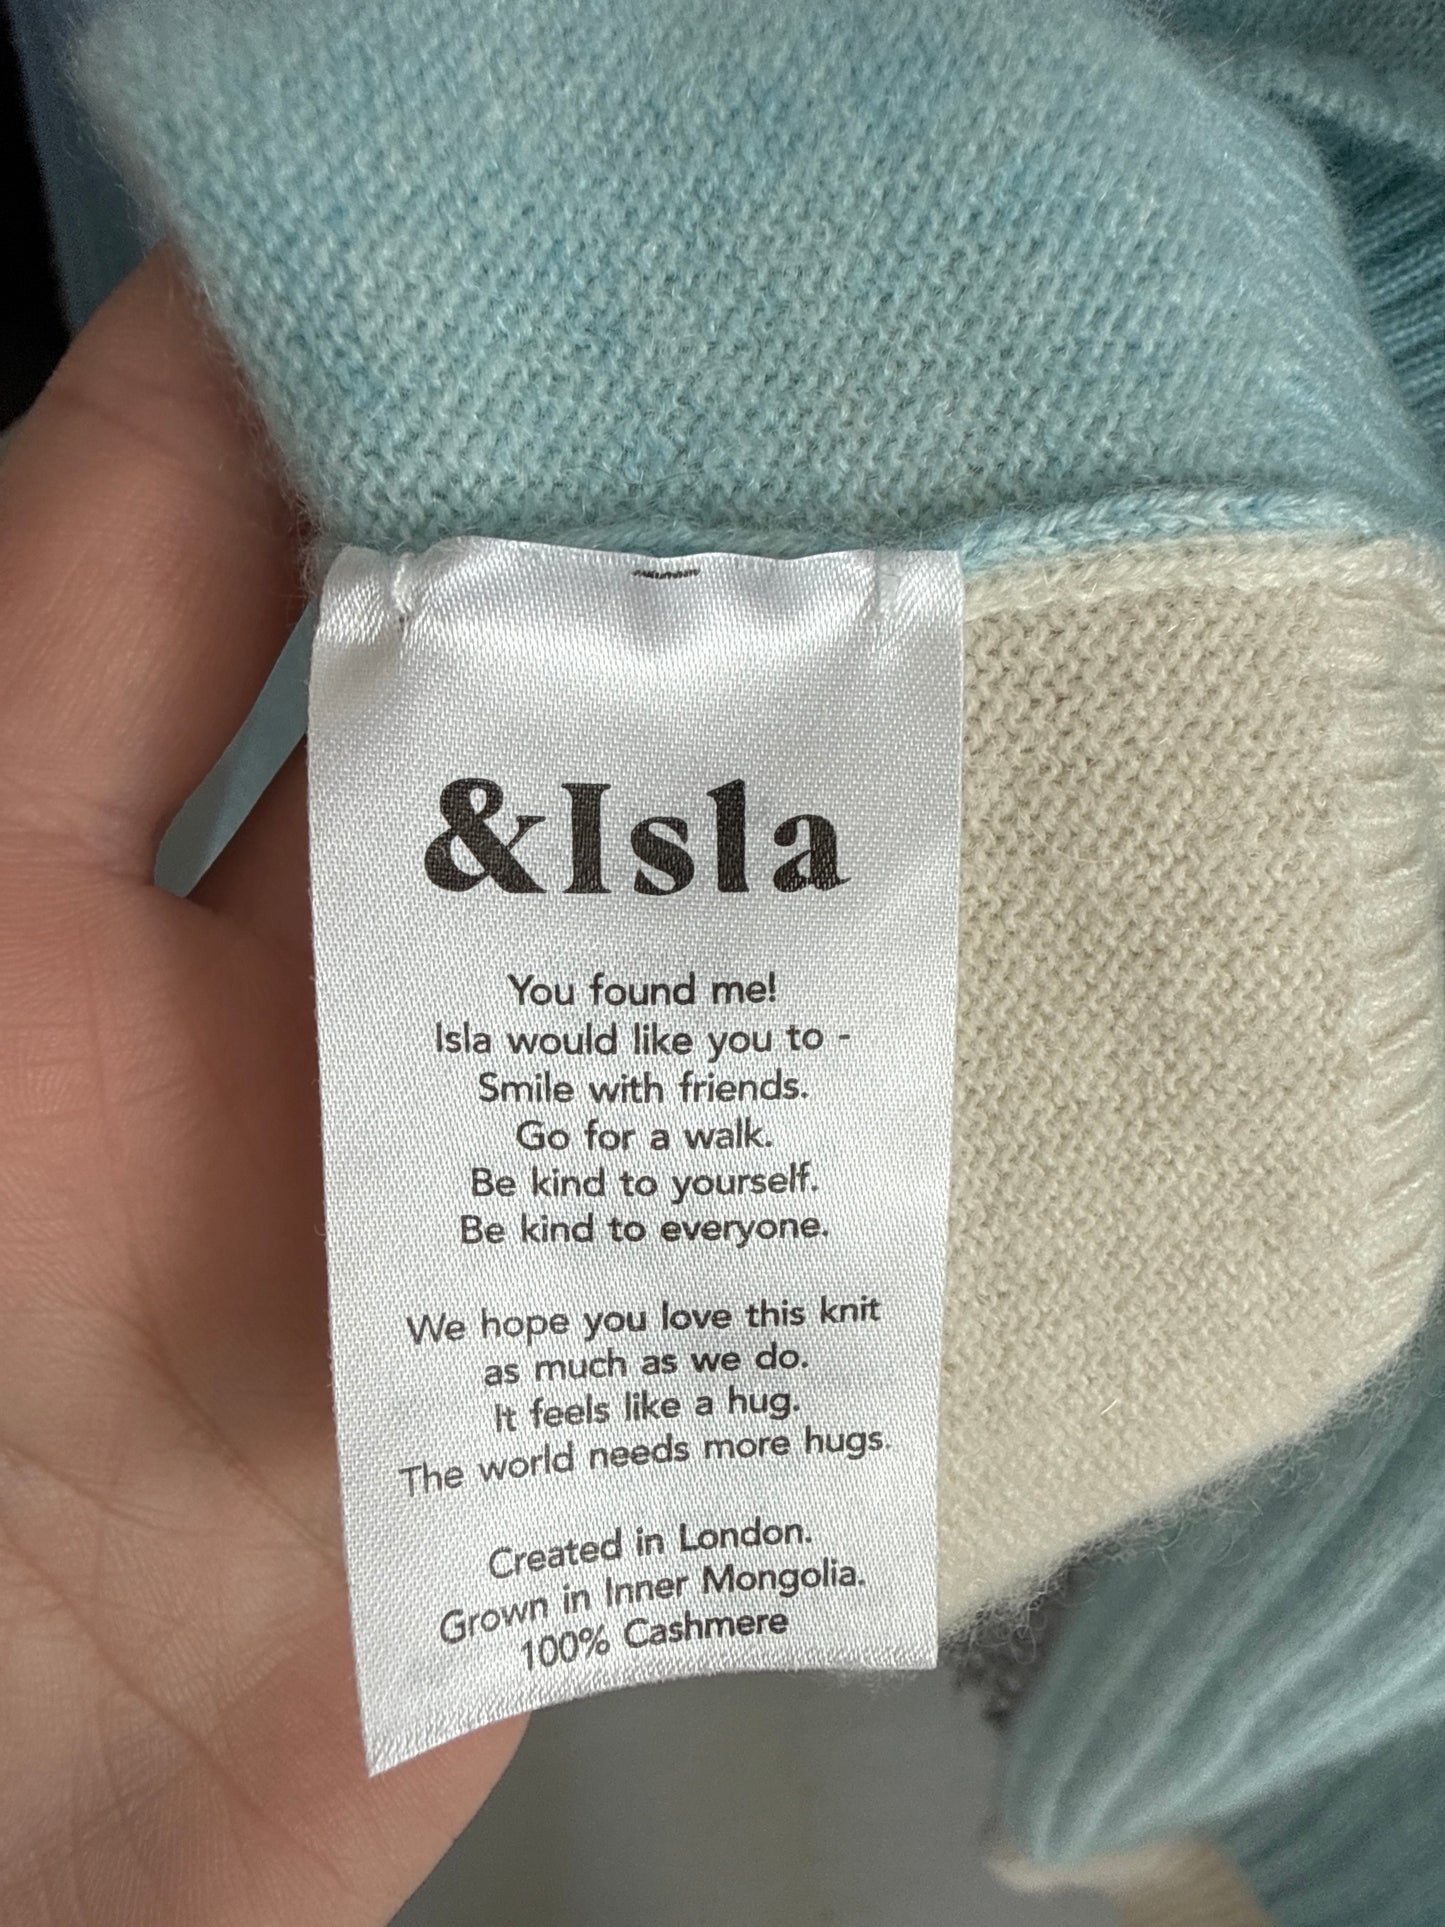 &Isla
You found me!
Isla would like you to -
Smile with friends.
Go for a walk.
Be kind to yourself.
Be kind to everyone.
We hope you love this knit
as much as we do.
It feels like a hug.
The world needs more hugs.
Created in London.
Grown in Inner Mongolia.
100% Cashmere